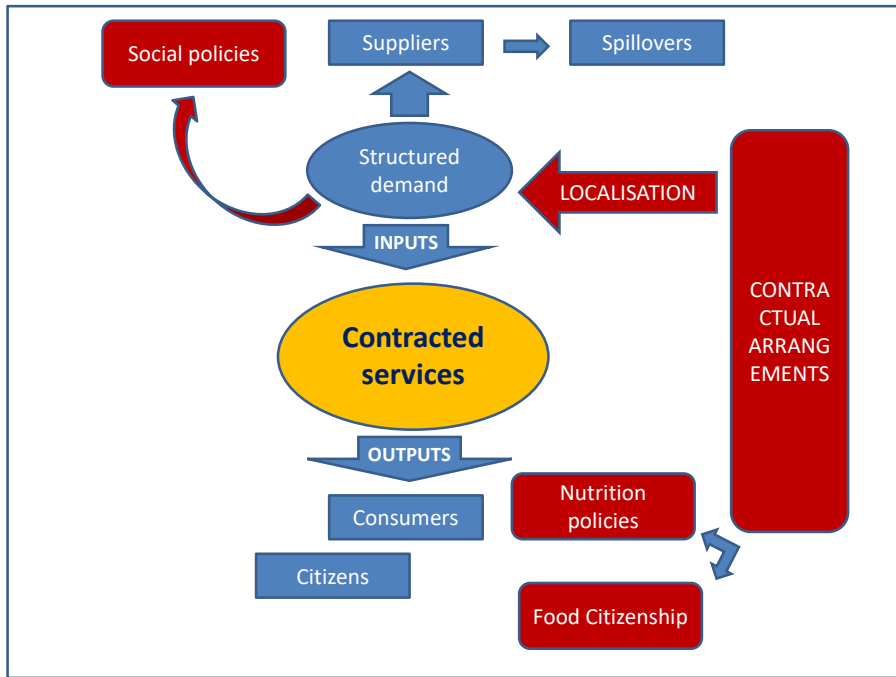 Social policies
Suppliers
Spillovers
Structured
demand
LOCALISATION
INPUTS
CONTRA
CTUAL
ARRANG
EMENTS
Contracted
services
OUTPUTS
Consumers
Nutrition
policies
Citizens
Food Citizenship